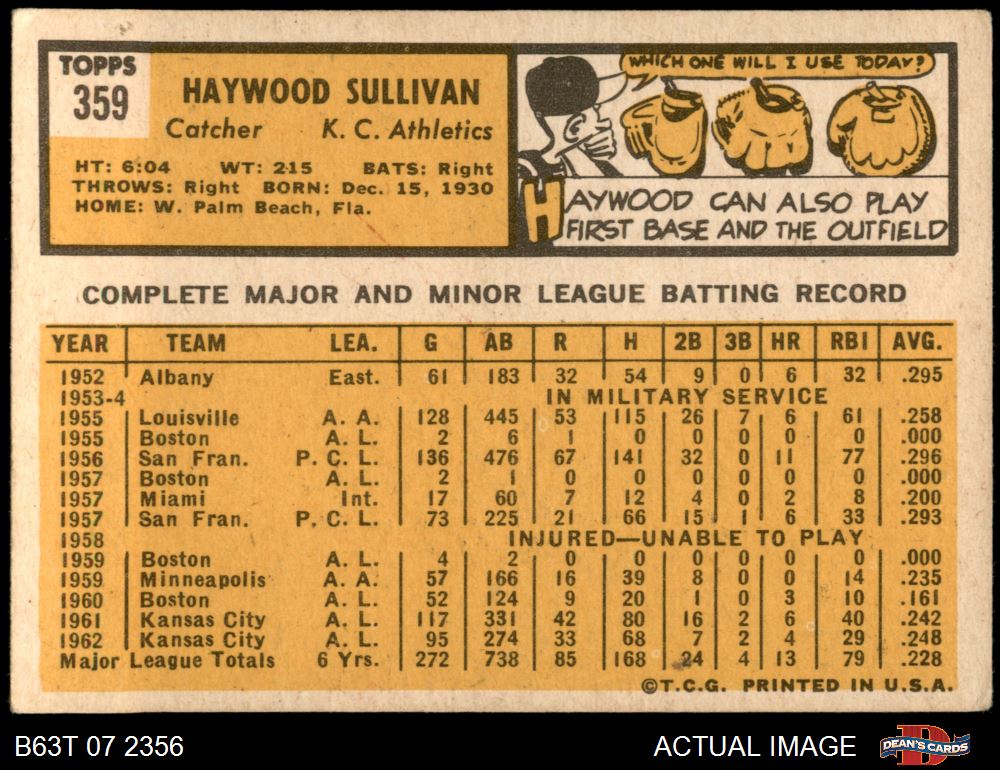 TOPPS
359
HAYWOOD SULLIVAN
Catcher K. C. Athletics
HT: 6:04 WT: 215 BATS: Right
THROWS: Right BORN: Dec. 15, 1930
HOME: W. Palm Beach, Fla.
WHICH ONE WILL I USE TODAY?
HAYWOOD CAN ALSO PLAY
FIRST BASE AND THE OUTFIELD
COMPLETE MAJOR AND MINOR LEAGUE BATTING RECORD
YEAR TEAM LEA. G AB R H 2B 3B HR RBI AVG.
1952 Albany East. 61 183 32 54 9 0 6 32 .295
1953-4 IN MILITARY SERVICE
1955 Louisville A. A. 128 445 53 115 26 7 6 61 .258
1955 Boston A. L. 2 6 1 0 0 0 0 0 .000
1956 San Fran. P. C. L. 136 476 67 141 32 0 11 77 .296
1957 Boston A. L. 2 1 0 0 0 0 0 0 .000
1957 Miami Int. 17 60 7 12 4 0 2 8 .200
1957 San Fran. P. C. L. 73 225 21 66 15 1 6 33 .293
1958 INJURED—UNABLE TO PLAY
1959 Boston A. L. 4 2 0 0 0 0 0 0 .000
1959 Minneapolis A. A. 57 166 16 39 8 0 0 14 .235
1960 Boston A. L. 52 124 9 20 1 0 3 10 .161
1961 Kansas City A. L. 117 331 42 80 16 2 6 40 .242
1962 Kansas City A. L. 95 274 33 68 7 2 4 29 .248
Major League Totals 6 Yrs. 272 738 85 168 24 4 13 79 .228
©T.C.G. PRINTED IN U.S.A.
B63T 07 2356 ACTUAL IMAGE D DEAN'S CARDS